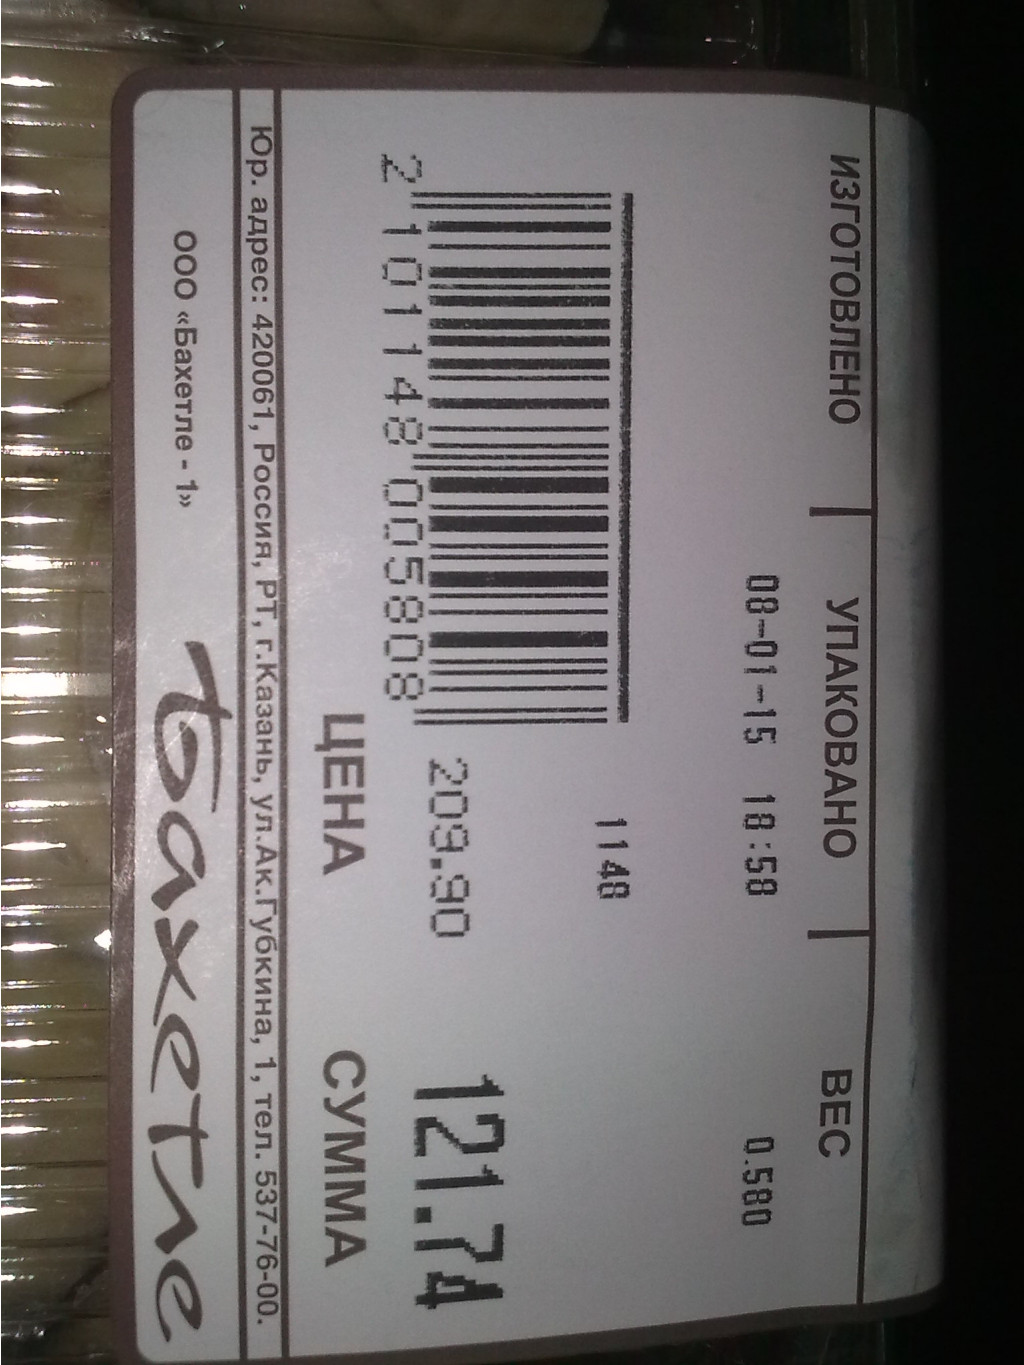 ИЗГОТОВЛЕНО УПАКОВАНО ВЕС
08-01-15 18:58 0.580
1148
209.90 121.74
2 101148 005808
ЦЕНА СУММА
Юр. адрес: 420061, Россия, РТ, г.Казань, ул.Ак.Губкина, 1, тел. 537-76-00.
ООО «Бахетле - 1» Бахетле